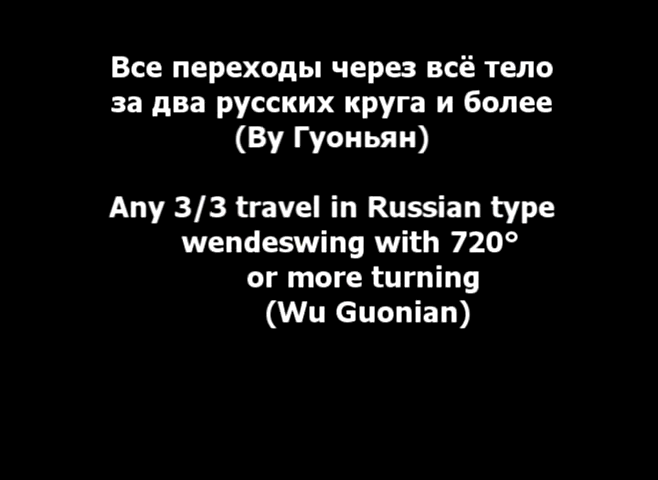 Все переходы через всё тело
за два русских круга и более
(Ву Гуоньян)
Any 3/3 travel in Russian type
wendeswing with 720°
or more turning
(Wu Guonian)